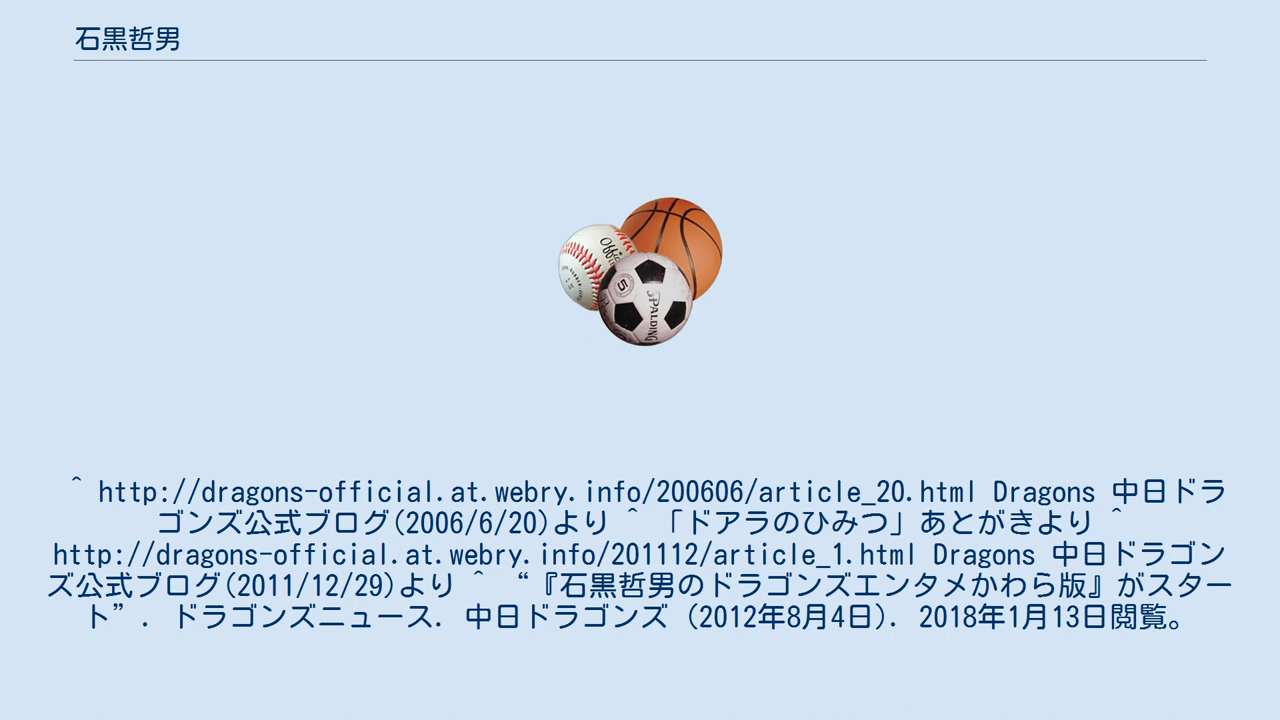 石黒哲男
Offici
5
SPALDING
^ http://dragons-official.at.webry.info/200606/article_20.html Dragons 中日ドラ
ゴンズ公式ブログ(2006/6/20)より ^ 「ドアラのひみつ」あとがきより ^
http://dragons-official.at.webry.info/201112/article_1.html Dragons 中日ドラゴン
ズ公式ブログ(2011/12/29)より ^ “『石黒哲男のドラゴンズエンタメかわら版』がスター
ト”. ドラゴンズニュース. 中日ドラゴンズ (2012年8月4日). 2018年1月13日閲覧。